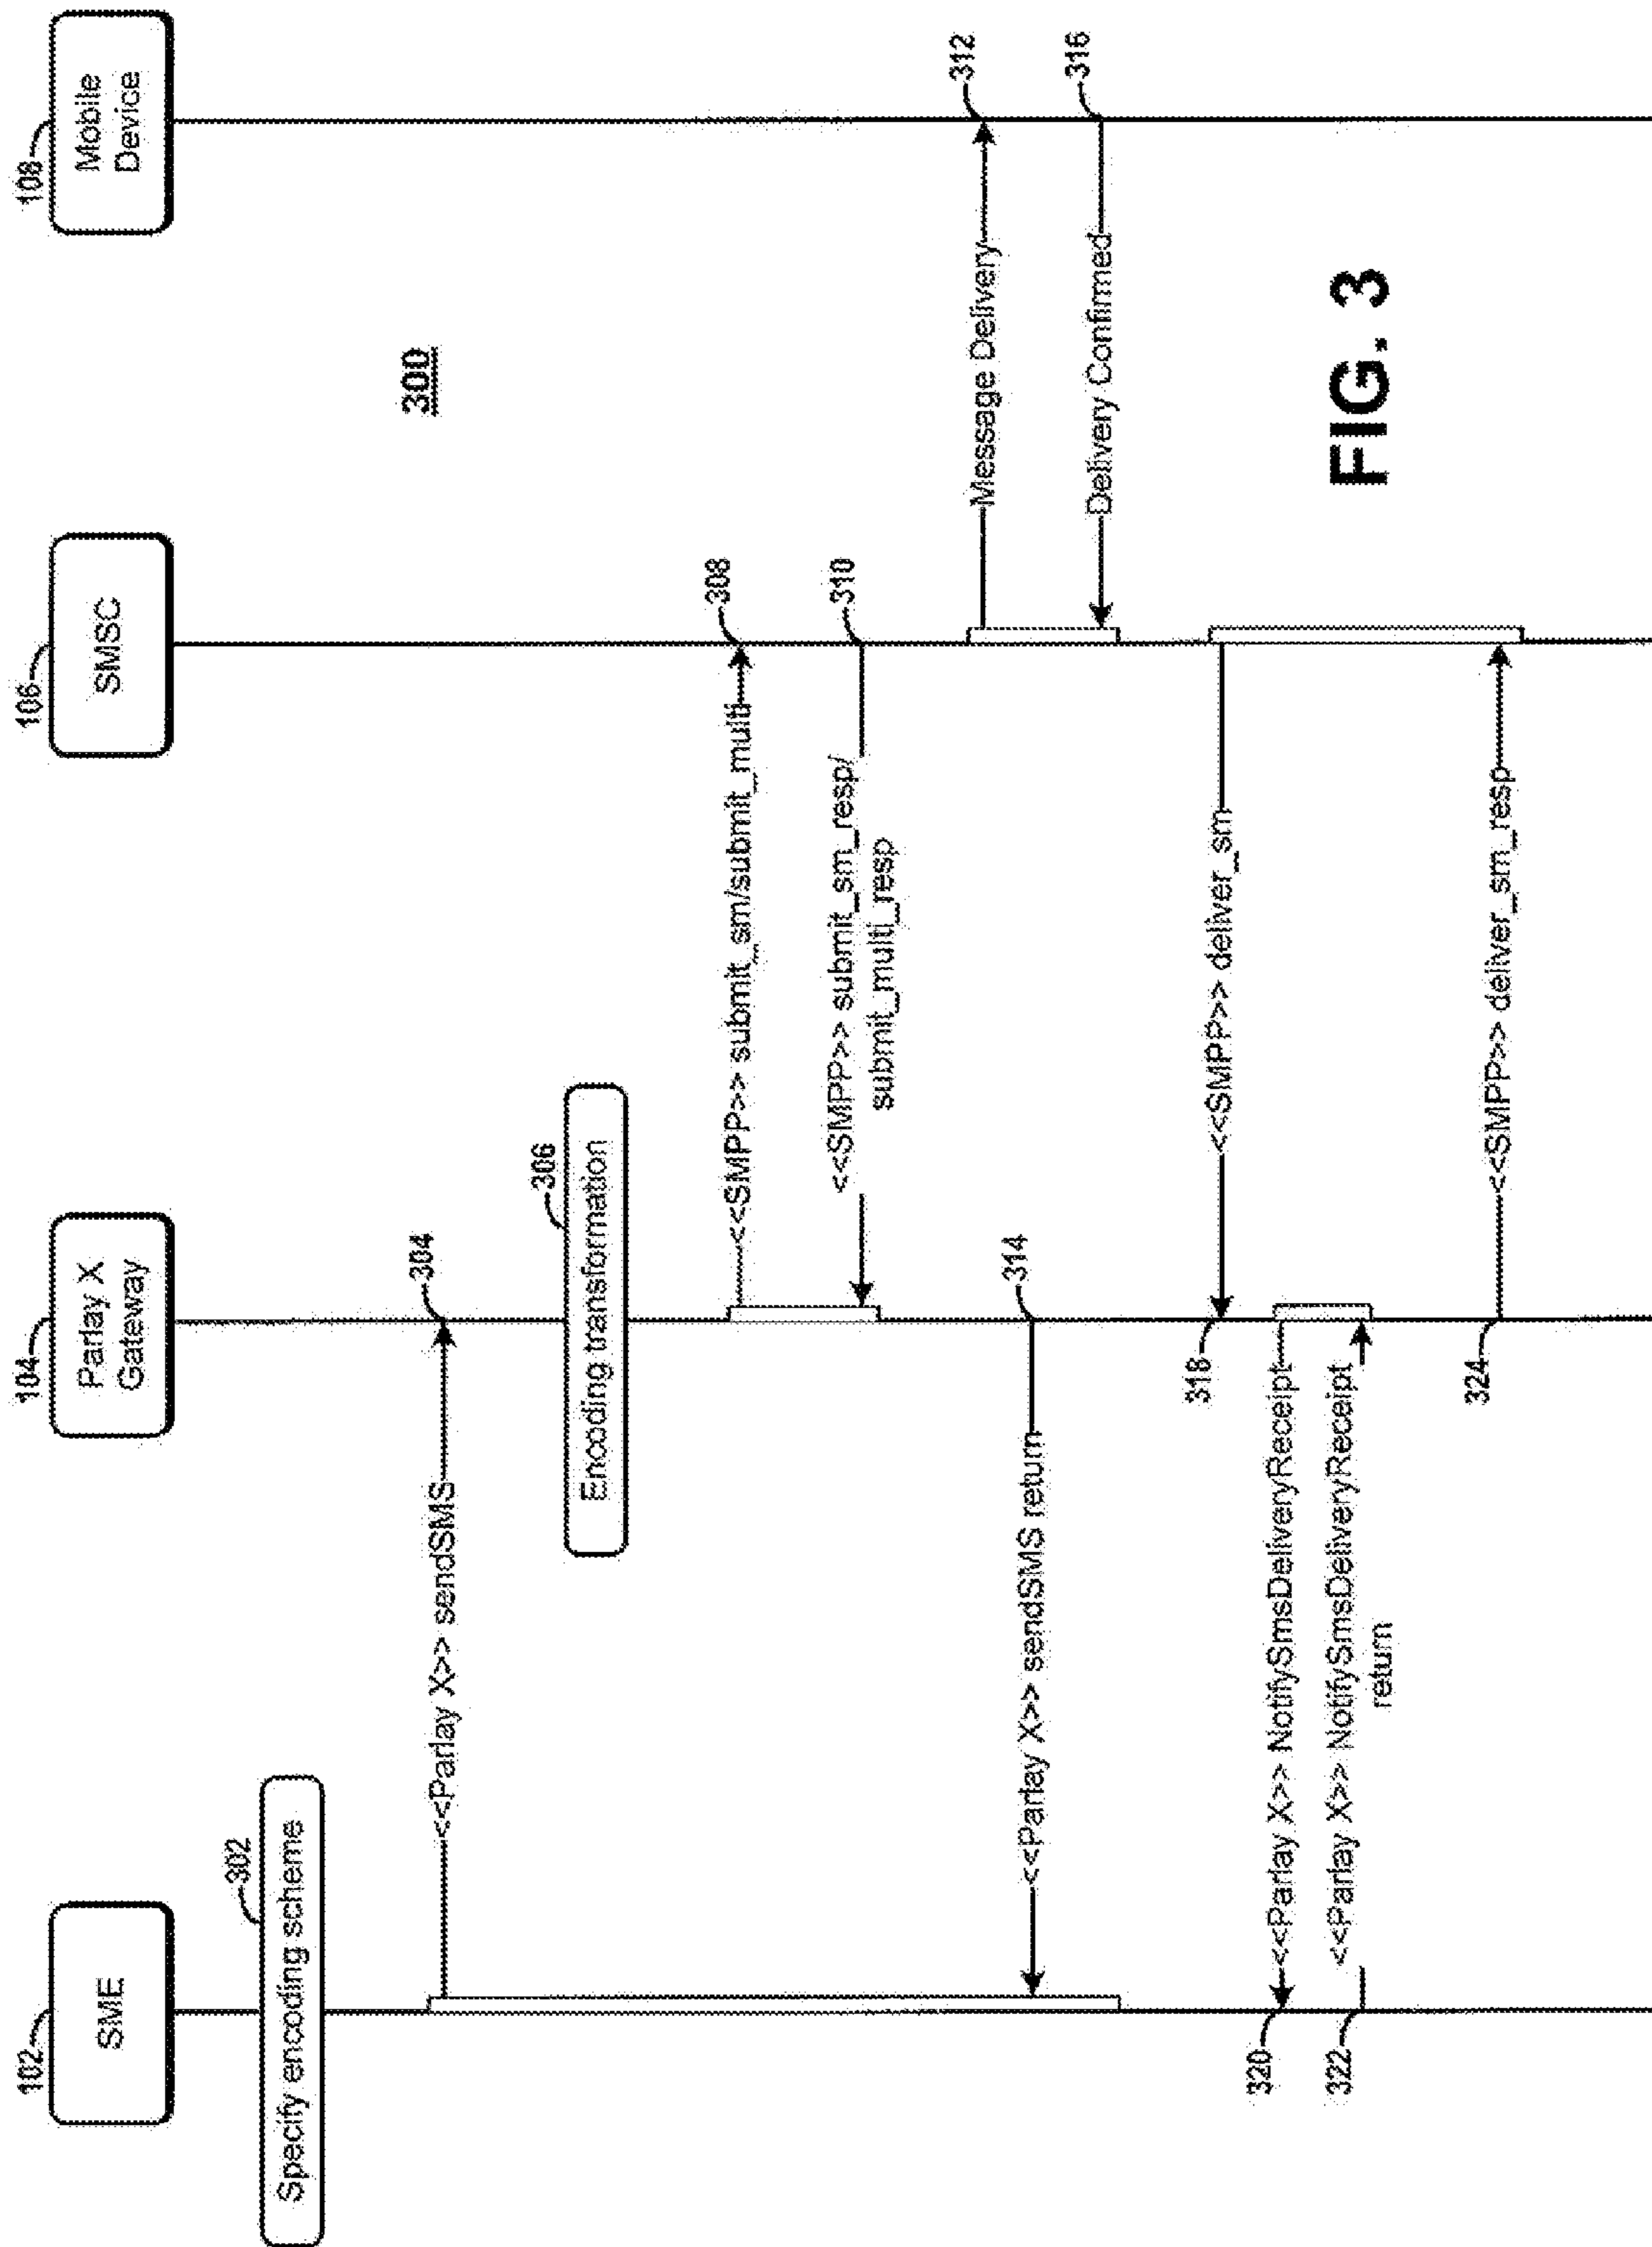 102
SME
104
Parlay X
Gateway
106
SMSC
108
Mobile
Device
302
Specify encoding scheme
300
304
<<Parlay X>> sendSMS
306
Encoding transformation
308
<<SMPP>> submit_sm/submit_multi
310
<<SMPP>> submit_sm_resp/
submit_multi_resp
312
Message Delivery
314
<<Parlay X>> sendSMS return
316
Delivery Confirmed
318
<<SMPP>> deliver_sm
320
<<Parlay X>> NotifySmsDeliveryReceipt
322
<<Parlay X>> NotifySmsDeliveryReceipt
return
324
<<SMPP>> deliver_sm_resp
FIG. 3